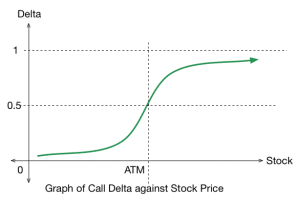 Delta
1
0.5
0
ATM
Stock
Graph of Call Delta against Stock Price